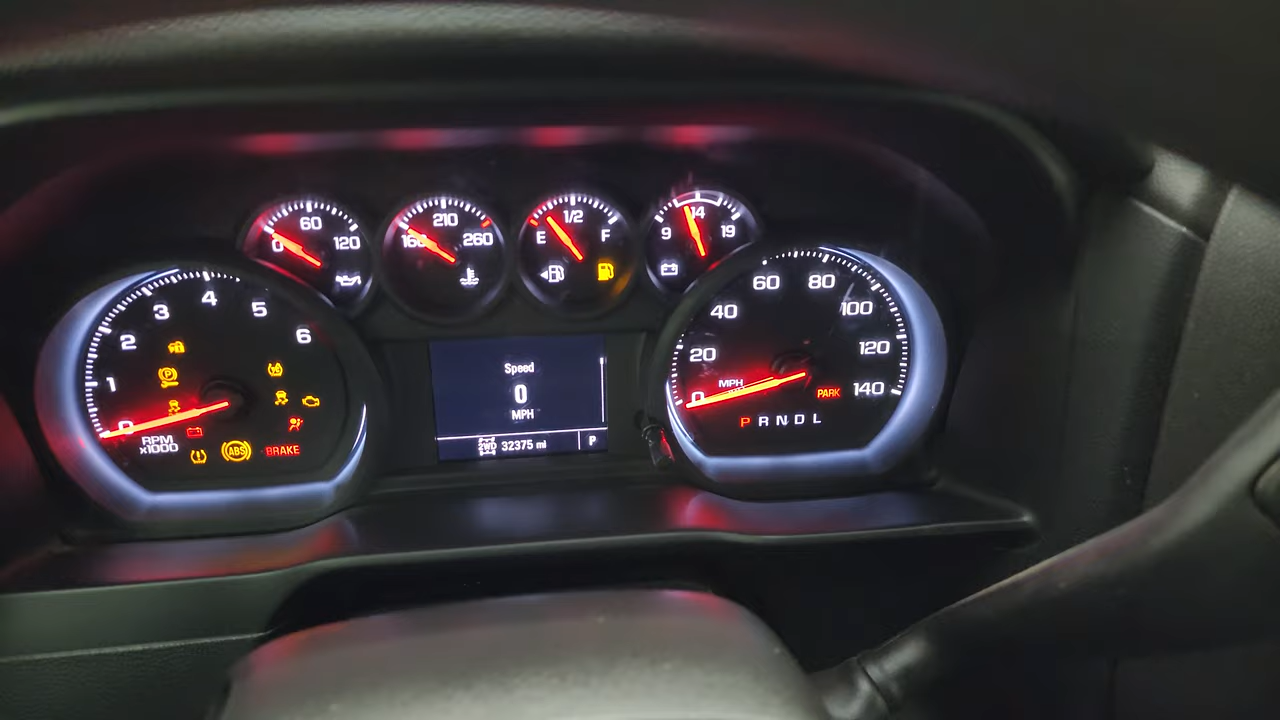 0 60 120
160 210 260
E 1/2 F
9 14 19
0 1 2 3 4 5 6
RPM
x1000
P
ABS
BRAKE
Speed
0
MPH
2WD 32375 mi P
0 20 40 60 80 100 120 140
MPH
PARK
P R N D L